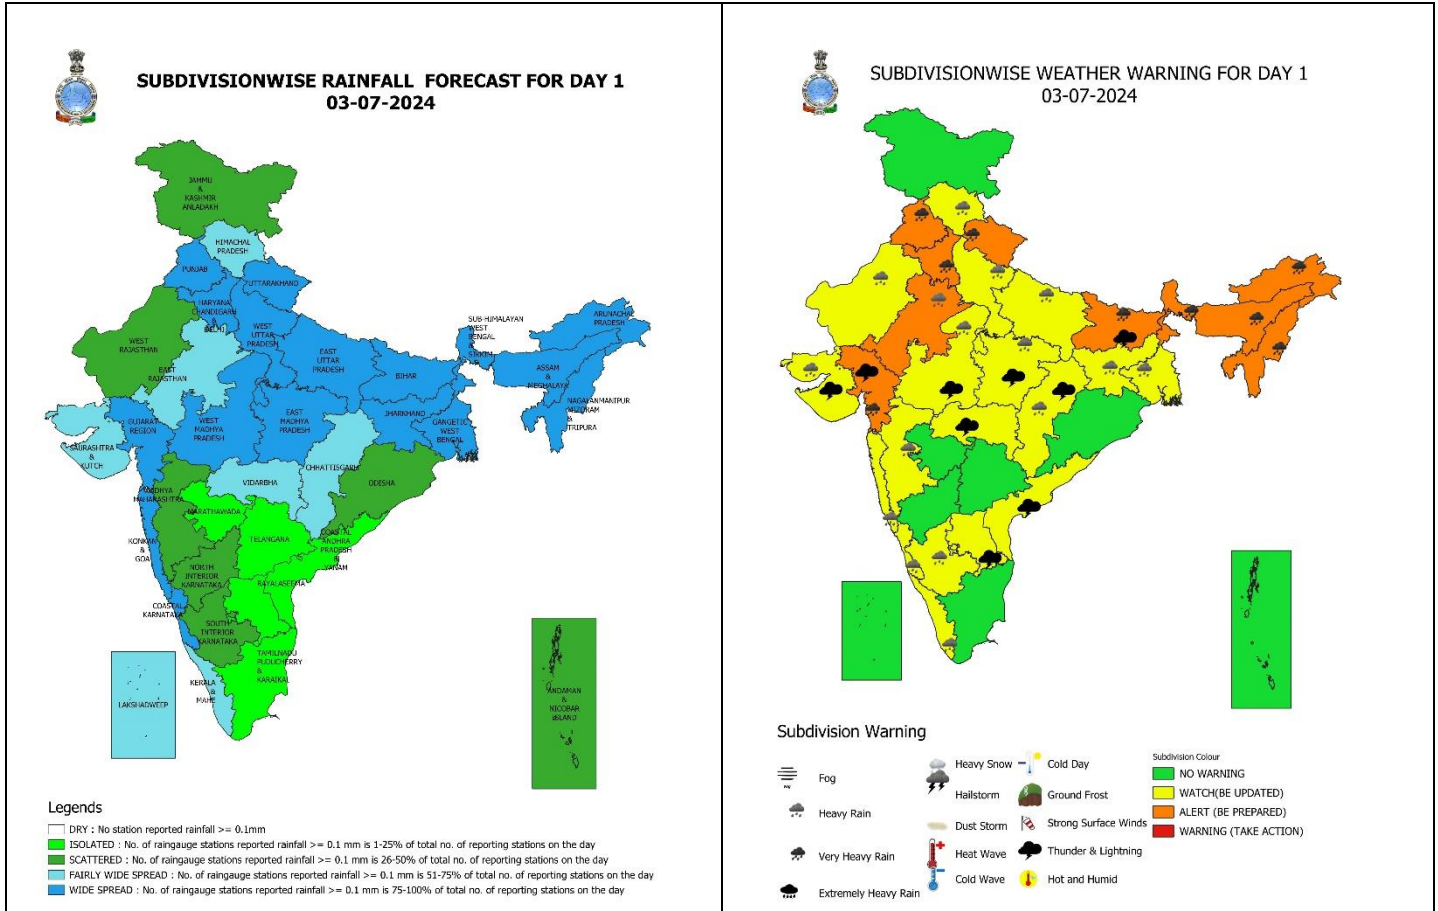 SUBDIVISIONWISE RAINFALL FORECAST FOR DAY 1
03-07-2024
JAMMU
&
KASHMIR
ANLADAKH
HIMACHAL
PRADESH
PUNJAB
UTTARAKHAND
HARYANA
CHANDIGARH
&
DELHI
WEST
UTTAR
PRADESH
WEST
RAJASTHAN
EAST
RAJASTHAN
EAST
UTTAR
PRADESH
BIHAR
SUB-HIMALAYAN
WEST
BENGAL
&
SIKKIM
ARUNACHAL
PRADESH
ASSAM
&
MEGHALAYA
NAGALANMANIPUR
MIZORAM
&
TRIPURA
GUJARAT
REGION
SAURASHTRA
&
KUTCH
WEST
MADHYA
PRADESH
EAST
MADHYA
PRADESH
JHARKHAND
GANGETIC
WEST
BENGAL
CHHATTISGARH
ODISHA
VIDARBHA
MADHYA
MAHARASHTRA
MARATHAWADA
TELANGANA
COASTAL
ANDHRA
PRADESH
&
YANAM
KONKAN
&
GOA
NORTH
INTERIOR
KARNATAKA
RAYALASEEMA
COASTAL
KARNATAKA
SOUTH
INTERIOR
KARNATAKA
TAMILNADU
PUDUCHERRY
&
KARAIKAL
KERALA
&
MAHE
LAKSHADWEEP
ANDAMAN
&
NICOBAR
ISLAND
Legends
DRY : No station reported rainfall >= 0.1mm
ISOLATED : No. of raingauge stations reported rainfall >= 0.1 mm is 1-25% of total no. of reporting stations on the day
SCATTERED : No. of raingauge stations reported rainfall >= 0.1 mm is 26-50% of total no. of reporting stations on the day
FAIRLY WIDE SPREAD : No. of raingauge stations reported rainfall >= 0.1 mm is 51-75% of total no. of reporting stations on the day
WIDE SPREAD : No. of raingauge stations reported rainfall >= 0.1 mm is 75-100% of total no. of reporting stations on the day
SUBDIVISIONWISE WEATHER WARNING FOR DAY 1
03-07-2024
Subdivision Warning
Fog
Heavy Rain
Very Heavy Rain
Extremely Heavy Rain
Heavy Snow
Hailstorm
Dust Storm
Heat Wave
Cold Wave
Cold Day
Ground Frost
Strong Surface Winds
Thunder & Lightning
Hot and Humid
Subdivision Colour
NO WARNING
WATCH(BE UPDATED)
ALERT (BE PREPARED)
WARNING (TAKE ACTION)